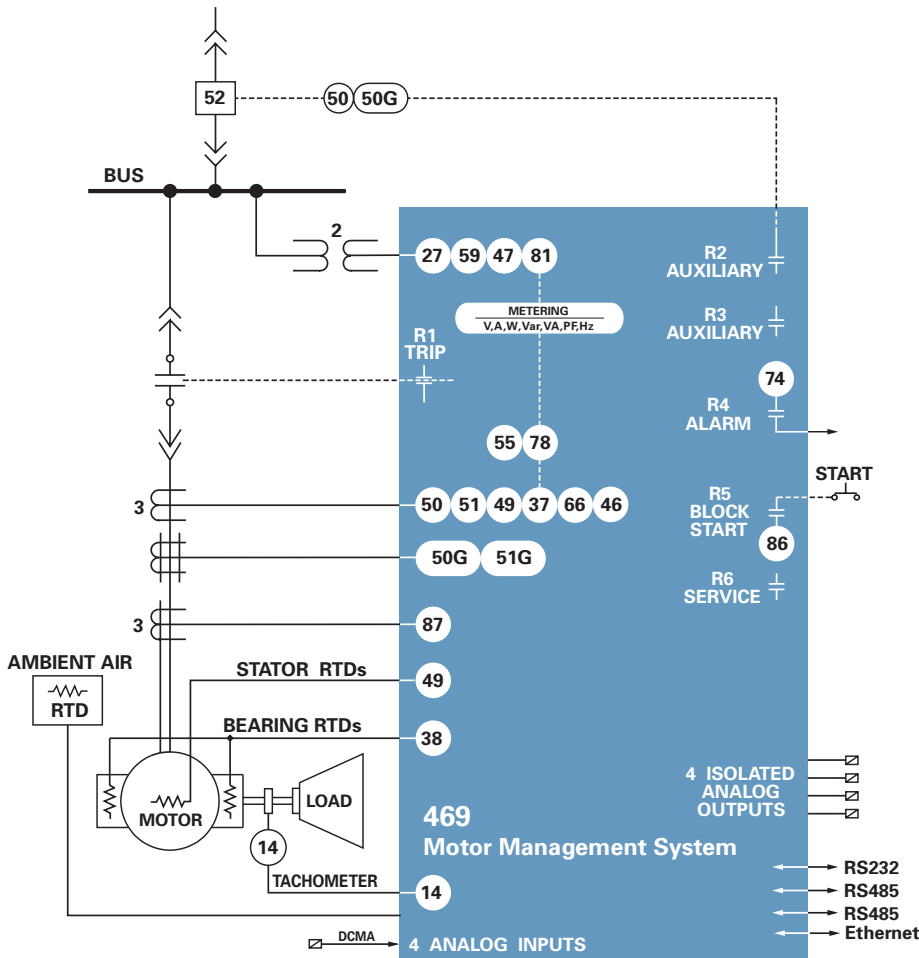 52
50 50G
BUS
2
27 59 47 81
R2
AUXILIARY
METERING
V,A,W,Var,VA,PF,Hz
R1
TRIP
R3
AUXILIARY
74
R4
ALARM
55 78
START
3
50 51 49 37 66 46
R5
BLOCK
START
86
50G 51G
R6
SERVICE
3
87
AMBIENT AIR
RTD
STATOR RTDs
49
BEARING RTDs
38
MOTOR
LOAD
4 ISOLATED
ANALOG
OUTPUTS
469
Motor Management System
14
TACHOMETER
14
RS232
RS485
RS485
Ethernet
DCMA
4 ANALOG INPUTS